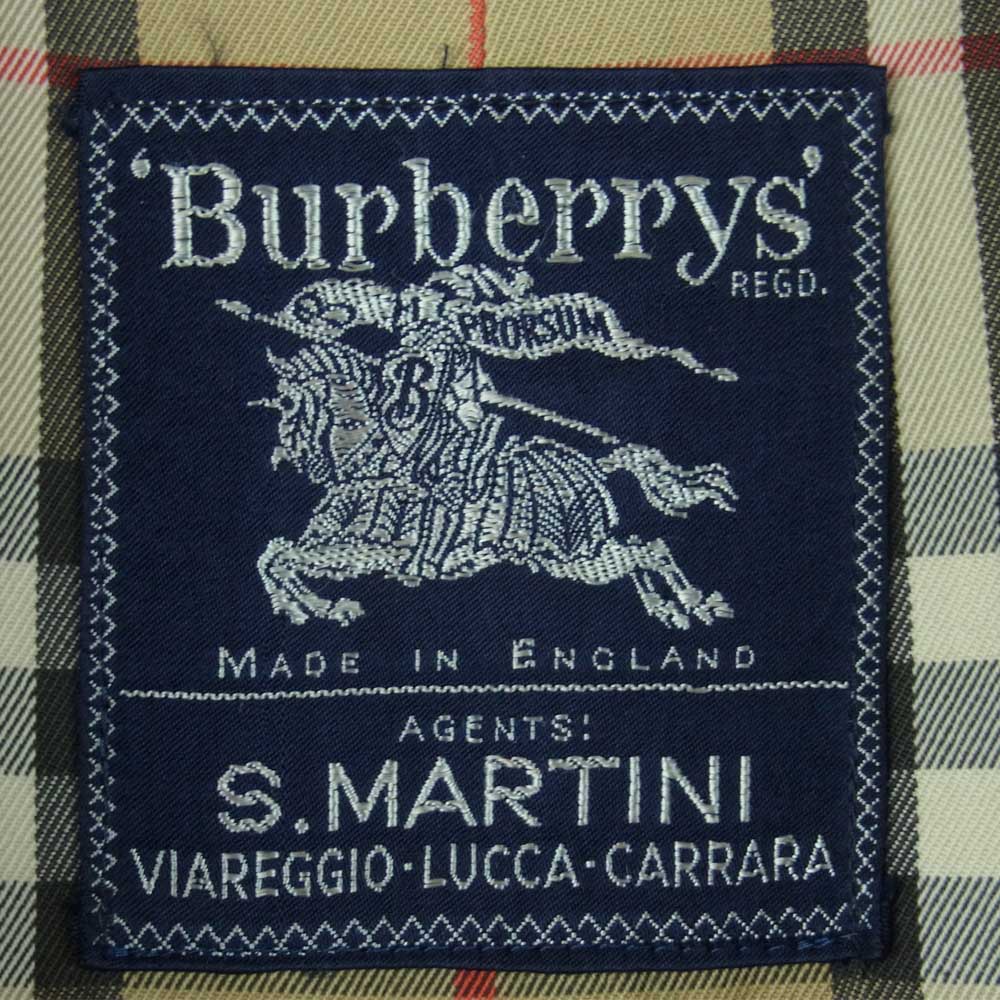 'Burberrys'
REGD.
PRORSUM
B
MADE IN ENGLAND
AGENTS:
S. MARTINI
VIAREGGIO·LUCCA·CARRARA